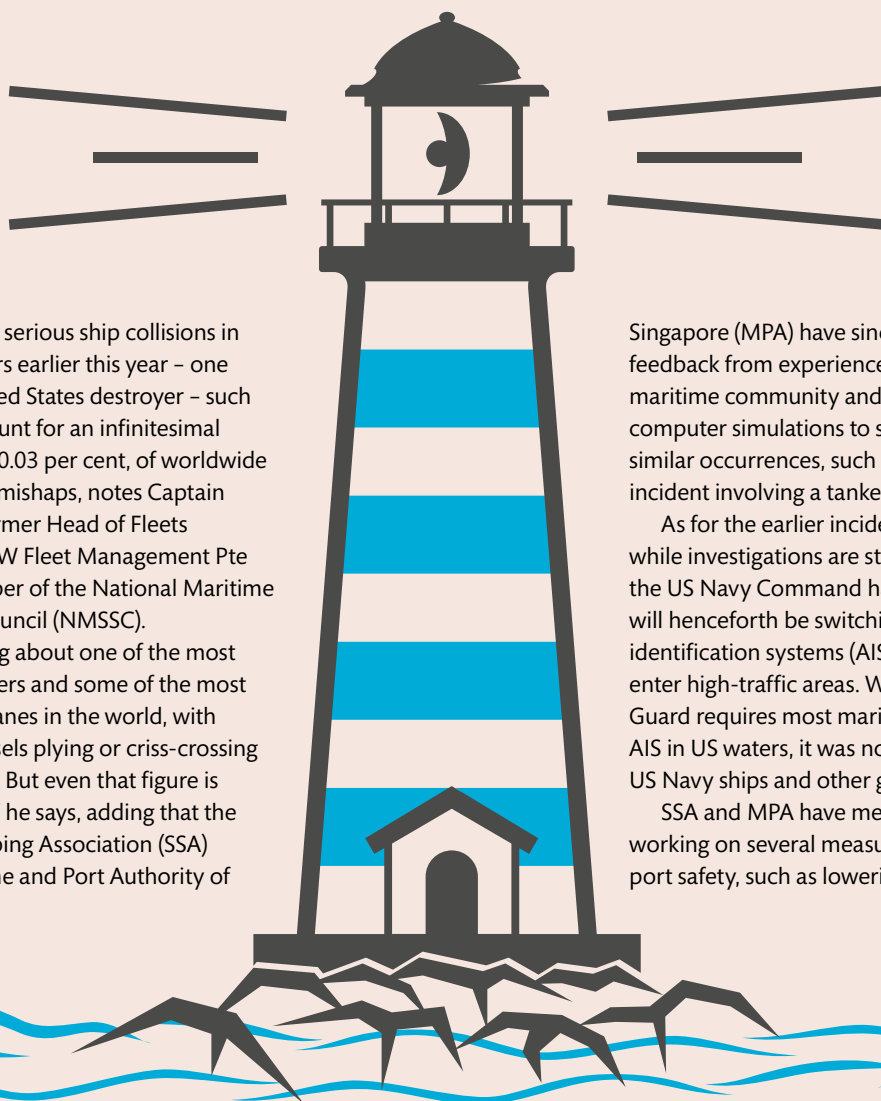 serious ship collisions in
rs earlier this year – one
ed States destroyer – such
unt for an infinitesimal
0.03 per cent, of worldwide
mishaps, notes Captain
rmer Head of Fleets
W Fleet Management Pte
ber of the National Maritime
uncil (NMSSC).
g about one of the most
ers and some of the most
anes in the world, with
sels plying or criss-crossing
But even that figure is
he says, adding that the
ping Association (SSA)
ne and Port Authority of
Singapore (MPA) have sinc
feedback from experience
maritime community and
computer simulations to s
similar occurrences, such
incident involving a tanke
As for the earlier incide
while investigations are st
the US Navy Command h
will henceforth be switchi
identification systems (AIS
enter high-traffic areas. W
Guard requires most mari
AIS in US waters, it was no
US Navy ships and other g
SSA and MPA have me
working on several measu
port safety, such as loweri